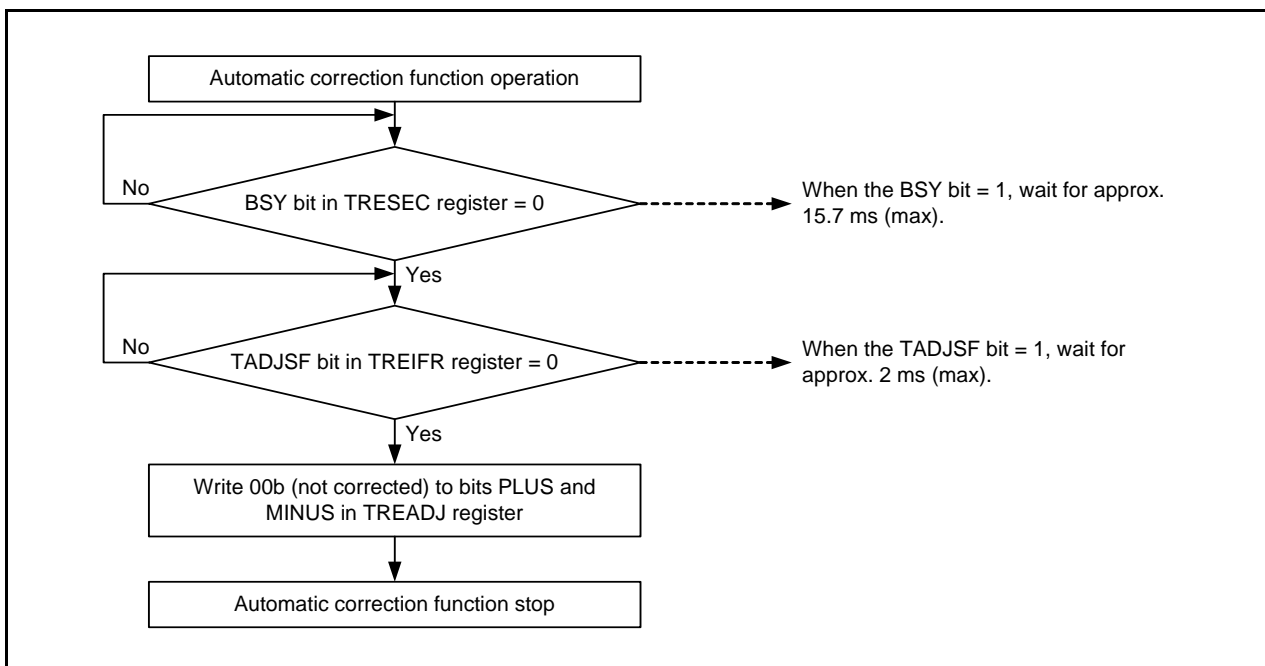 Automatic correction function operation
No
BSY bit in TRESEC register = 0
When the BSY bit = 1, wait for approx.
15.7 ms (max).
Yes
No
TADJSF bit in TREIFR register = 0
When the TADJSF bit = 1, wait for
approx. 2 ms (max).
Yes
Write 00b (not corrected) to bits PLUS and
MINUS in TREADJ register
Automatic correction function stop